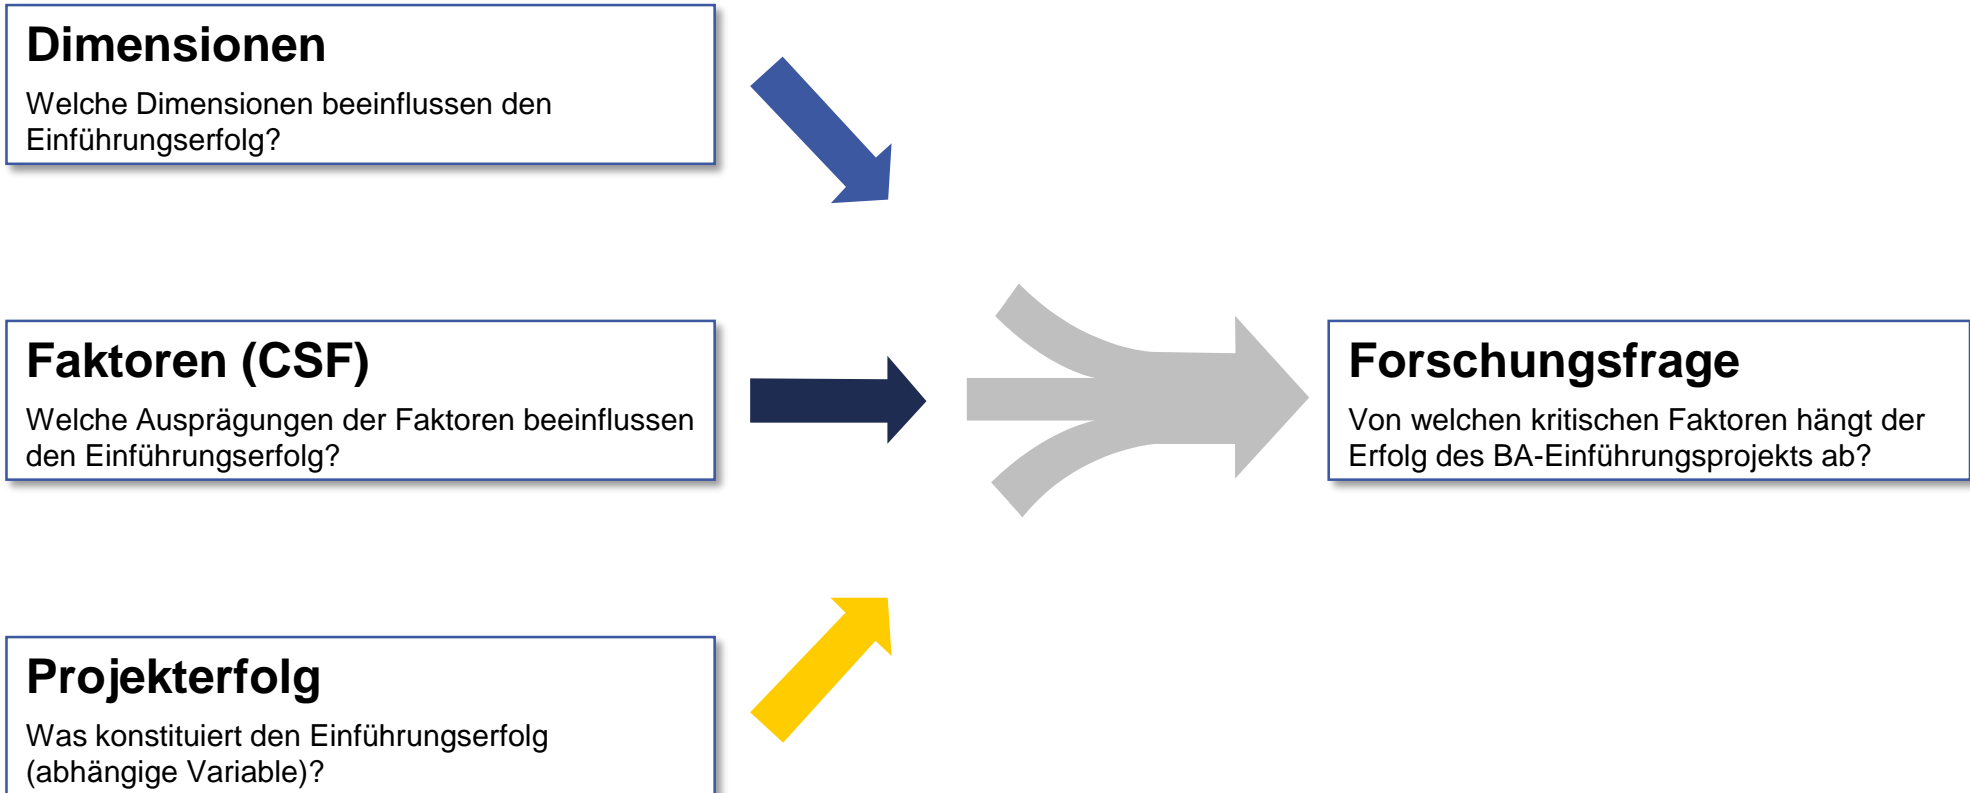 Dimensionen
Welche Dimensionen beeinflussen den
Einführungserfolg?
Faktoren (CSF)
Welche Ausprägungen der Faktoren beeinflussen
den Einführungserfolg?
Projekterfolg
Was konstituiert den Einführungserfolg
(abhängige Variable)?
Forschungsfrage
Von welchen kritischen Faktoren hängt der
Erfolg des BA-Einführungsprojekts ab?